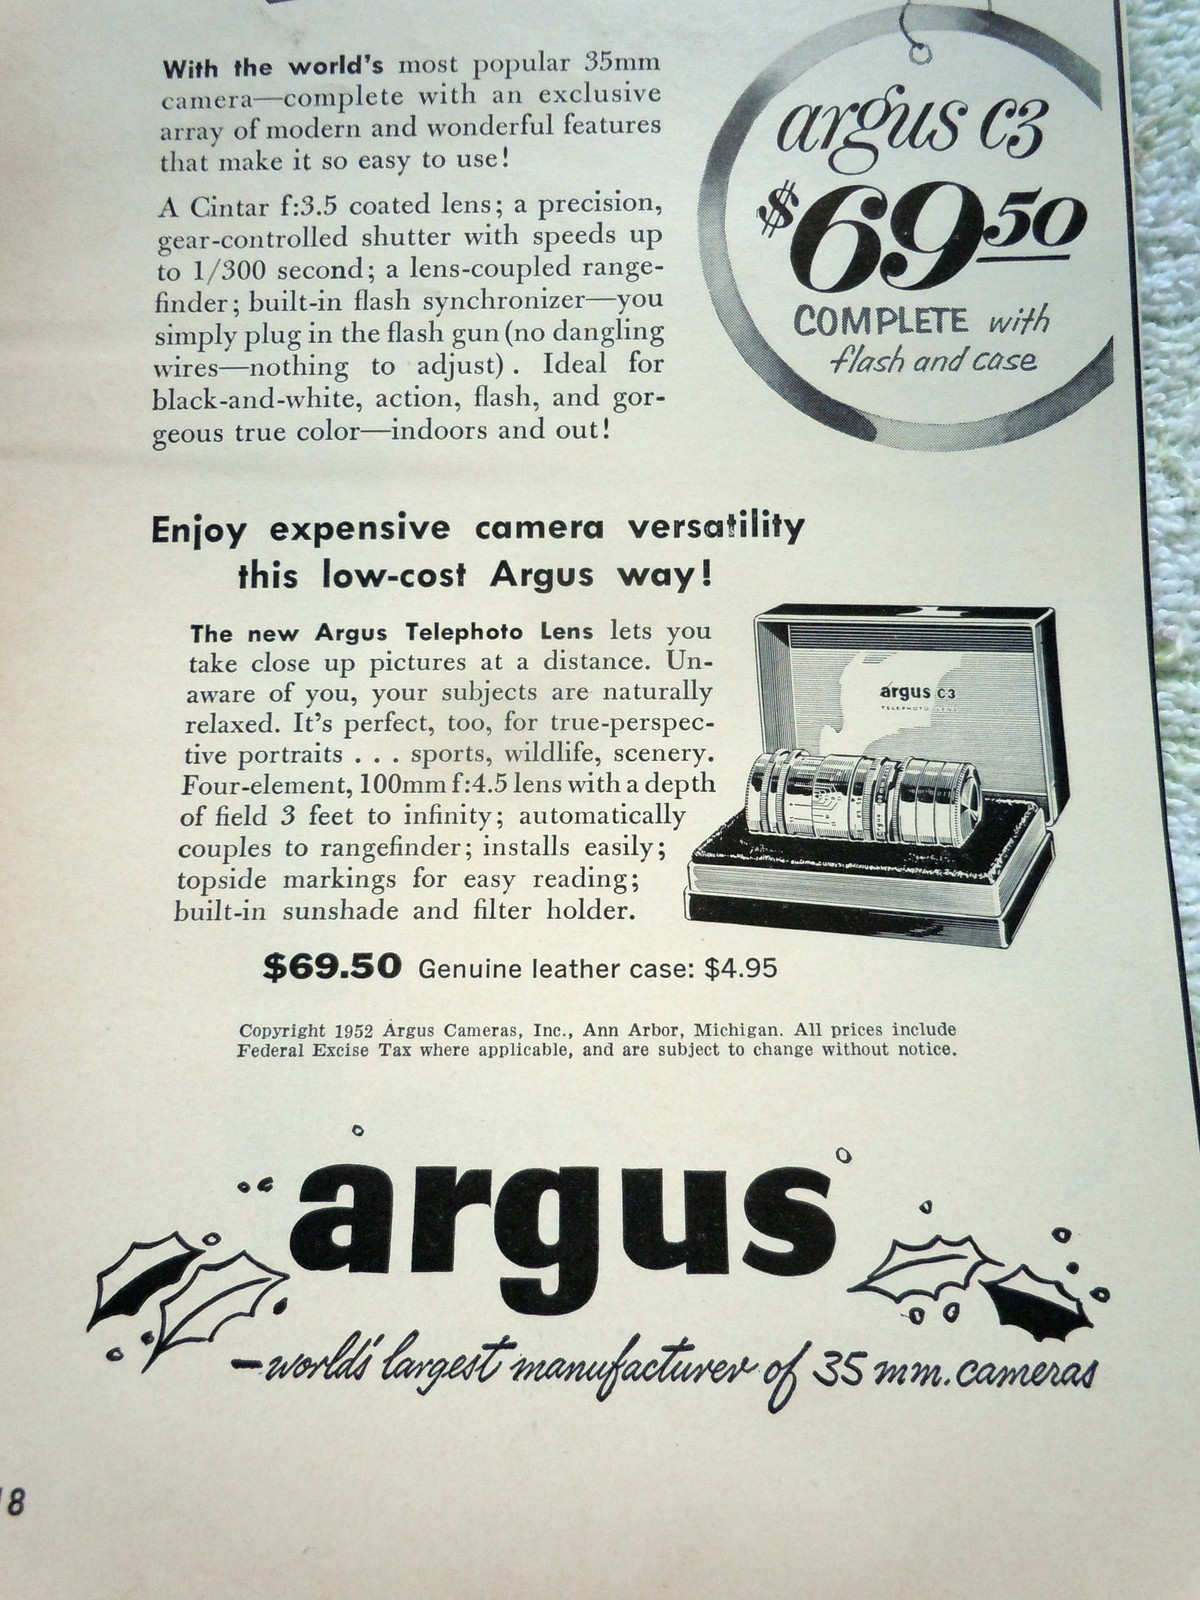 With the world's most popular 35mm
camera—complete with an exclusive
array of modern and wonderful features
that make it so easy to use!
A Cintar f:3.5 coated lens; a precision,
gear-controlled shutter with speeds up
to 1/300 second; a lens-coupled range-
finder; built-in flash synchronizer—you
simply plug in the flash gun (no dangling
wires—nothing to adjust). Ideal for
black-and-white, action, flash, and gor-
geous true color—indoors and out!
argus c3
$69.50
COMPLETE with
flash and case
Enjoy expensive camera versatility
this low-cost Argus way!
The new Argus Telephoto Lens lets you
take close up pictures at a distance. Un-
aware of you, your subjects are naturally
relaxed. It's perfect, too, for true-perspec-
tive portraits . . . sports, wildlife, scenery.
Four-element, 100mm f:4.5 lens with a depth
of field 3 feet to infinity; automatically
couples to rangefinder; installs easily;
topside markings for easy reading;
built-in sunshade and filter holder.
argus c3
TELEPHOTO LENS
$69.50 Genuine leather case: $4.95
Copyright 1952 Argus Cameras, Inc., Ann Arbor, Michigan. All prices include
Federal Excise Tax where applicable, and are subject to change without notice.
argus
—world's largest manufacturer of 35 mm. cameras
18